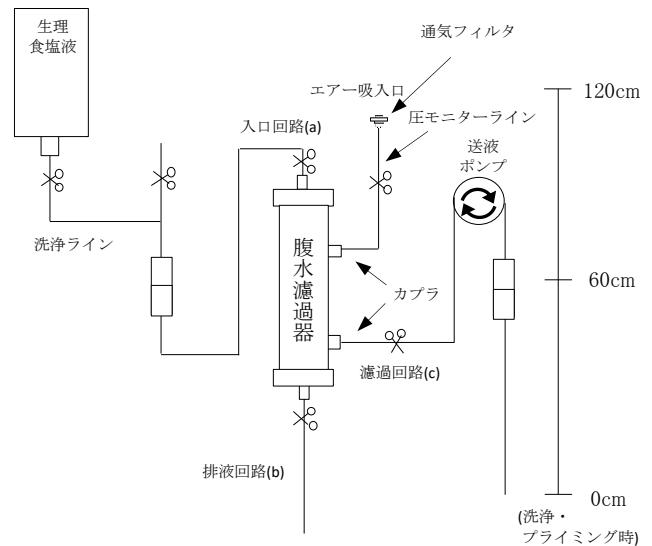 生理
食塩液
通気フィルタ
エアー吸入口
120cm
圧モニターライン
入口回路(a)
送液
ポンプ
洗浄ライン
腹水濾過器
60cm
カプラ
濾過回路(c)
排液回路(b)
0cm
(洗浄・
プライミング時)